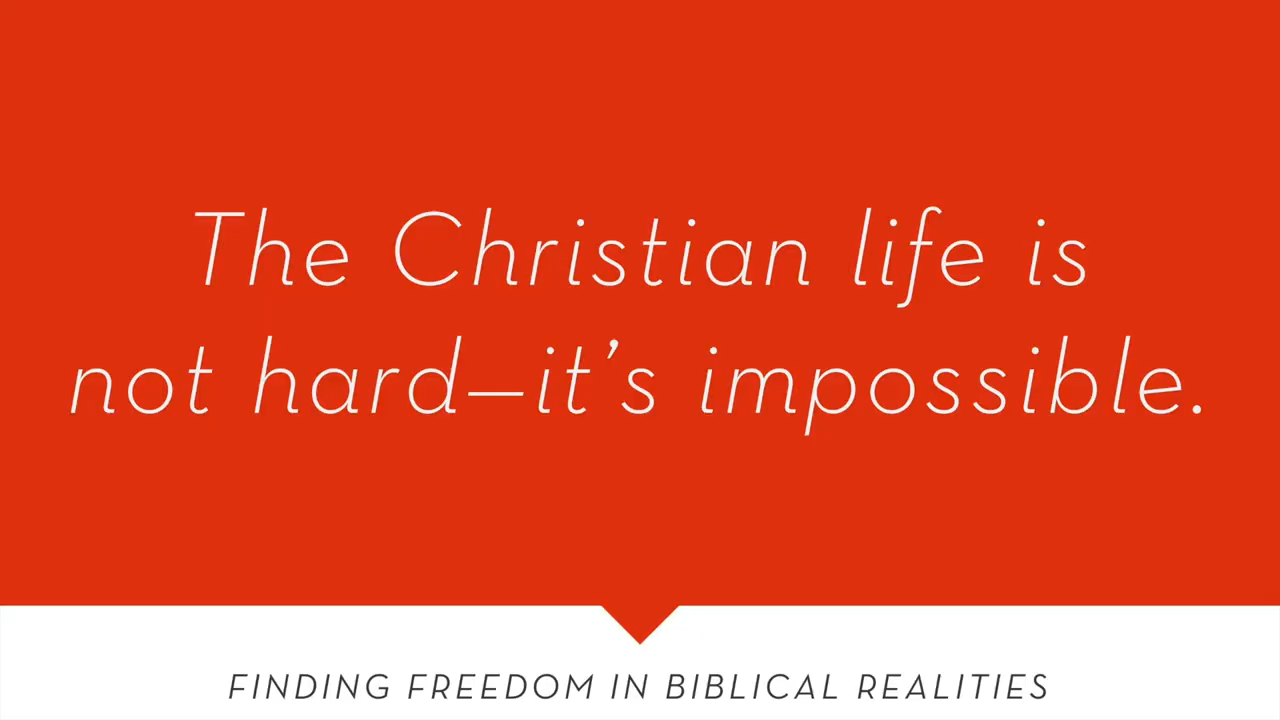 The Christian life is
not hard—it’s impossible.
FINDING FREEDOM IN BIBLICAL REALITIES